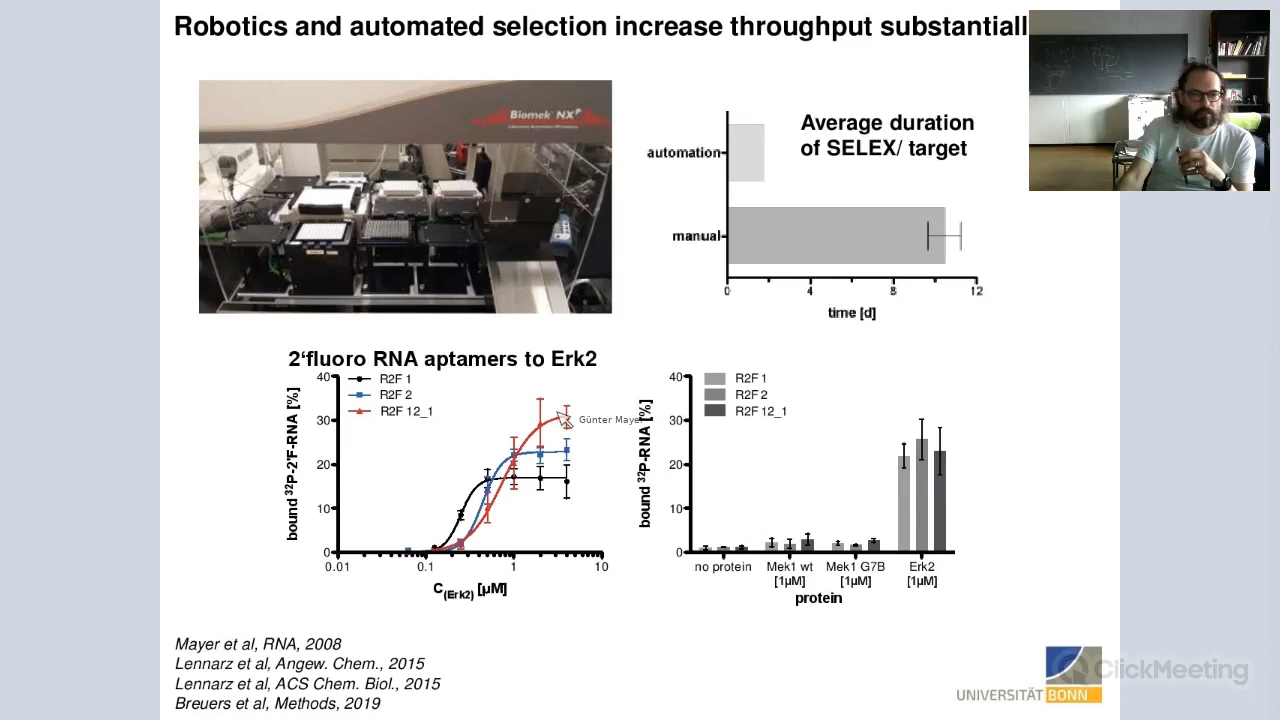 Robotics and automated selection increase throughput substantiall
Biomek NXP
Laboratory Automation Workstation
Average duration
of SELEX/ target
automation
manual
0 4 8 12
time [d]
2‘fluoro RNA aptamers to Erk2
R2F 1
R2F 2
R2F 12_1
40
30
20
10
0
bound 32P-2'F-RNA [%]
0.01 0.1 1 10
C(Erk2) [µM]
Günter Mayer
R2F 1
R2F 2
R2F 12_1
40
30
20
10
0
bound 32P-RNA [%]
no protein Mek1 wt Mek1 G7B Erk2
[1µM] [1µM] [1µM]
protein
Mayer et al, RNA, 2008
Lennarz et al, Angew. Chem., 2015
Lennarz et al, ACS Chem. Biol., 2015
Breuers et al, Methods, 2019
ClickMeeting
UNIVERSITÄT BONN